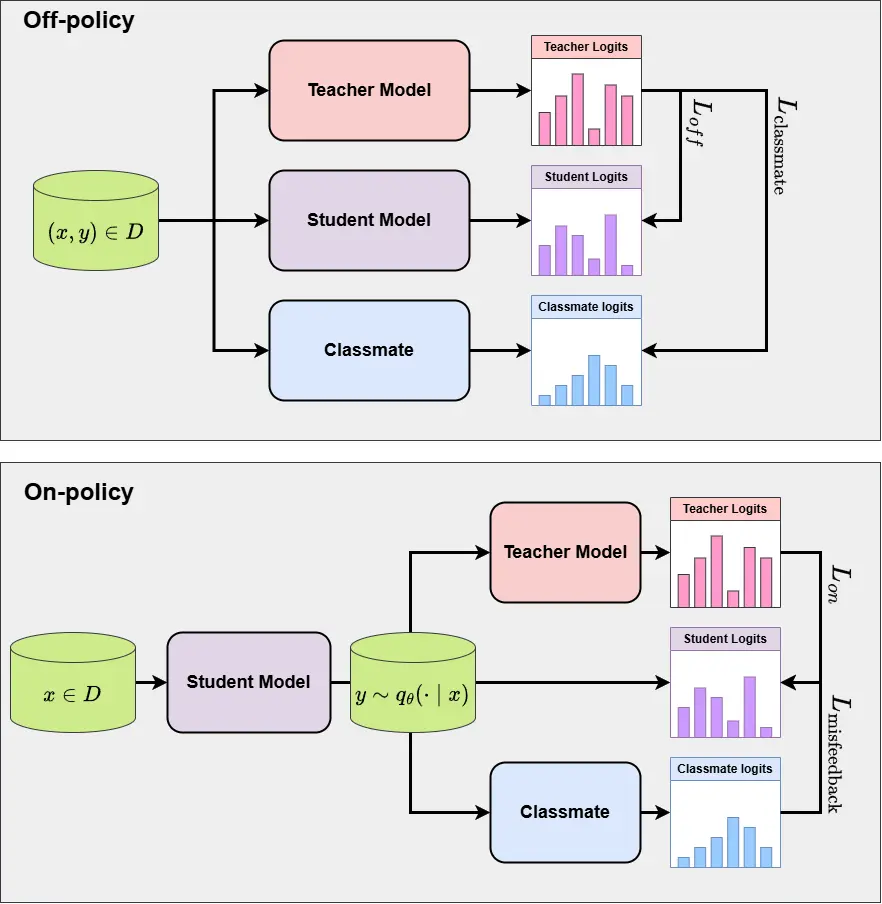 Off-policy
Teacher Logits
Teacher Model
$L_{off}$
$L_{\text{classmate}}$
Student Logits
$(x, y) \in D$
Student Model
Classmate logits
Classmate
On-policy
Teacher Logits
Teacher Model
$L_{on}$
Student Logits
$x \in D$
Student Model
$y \sim q_\theta(\cdot \mid x)$
$L_{\text{misfeedback}}$
Classmate logits
Classmate